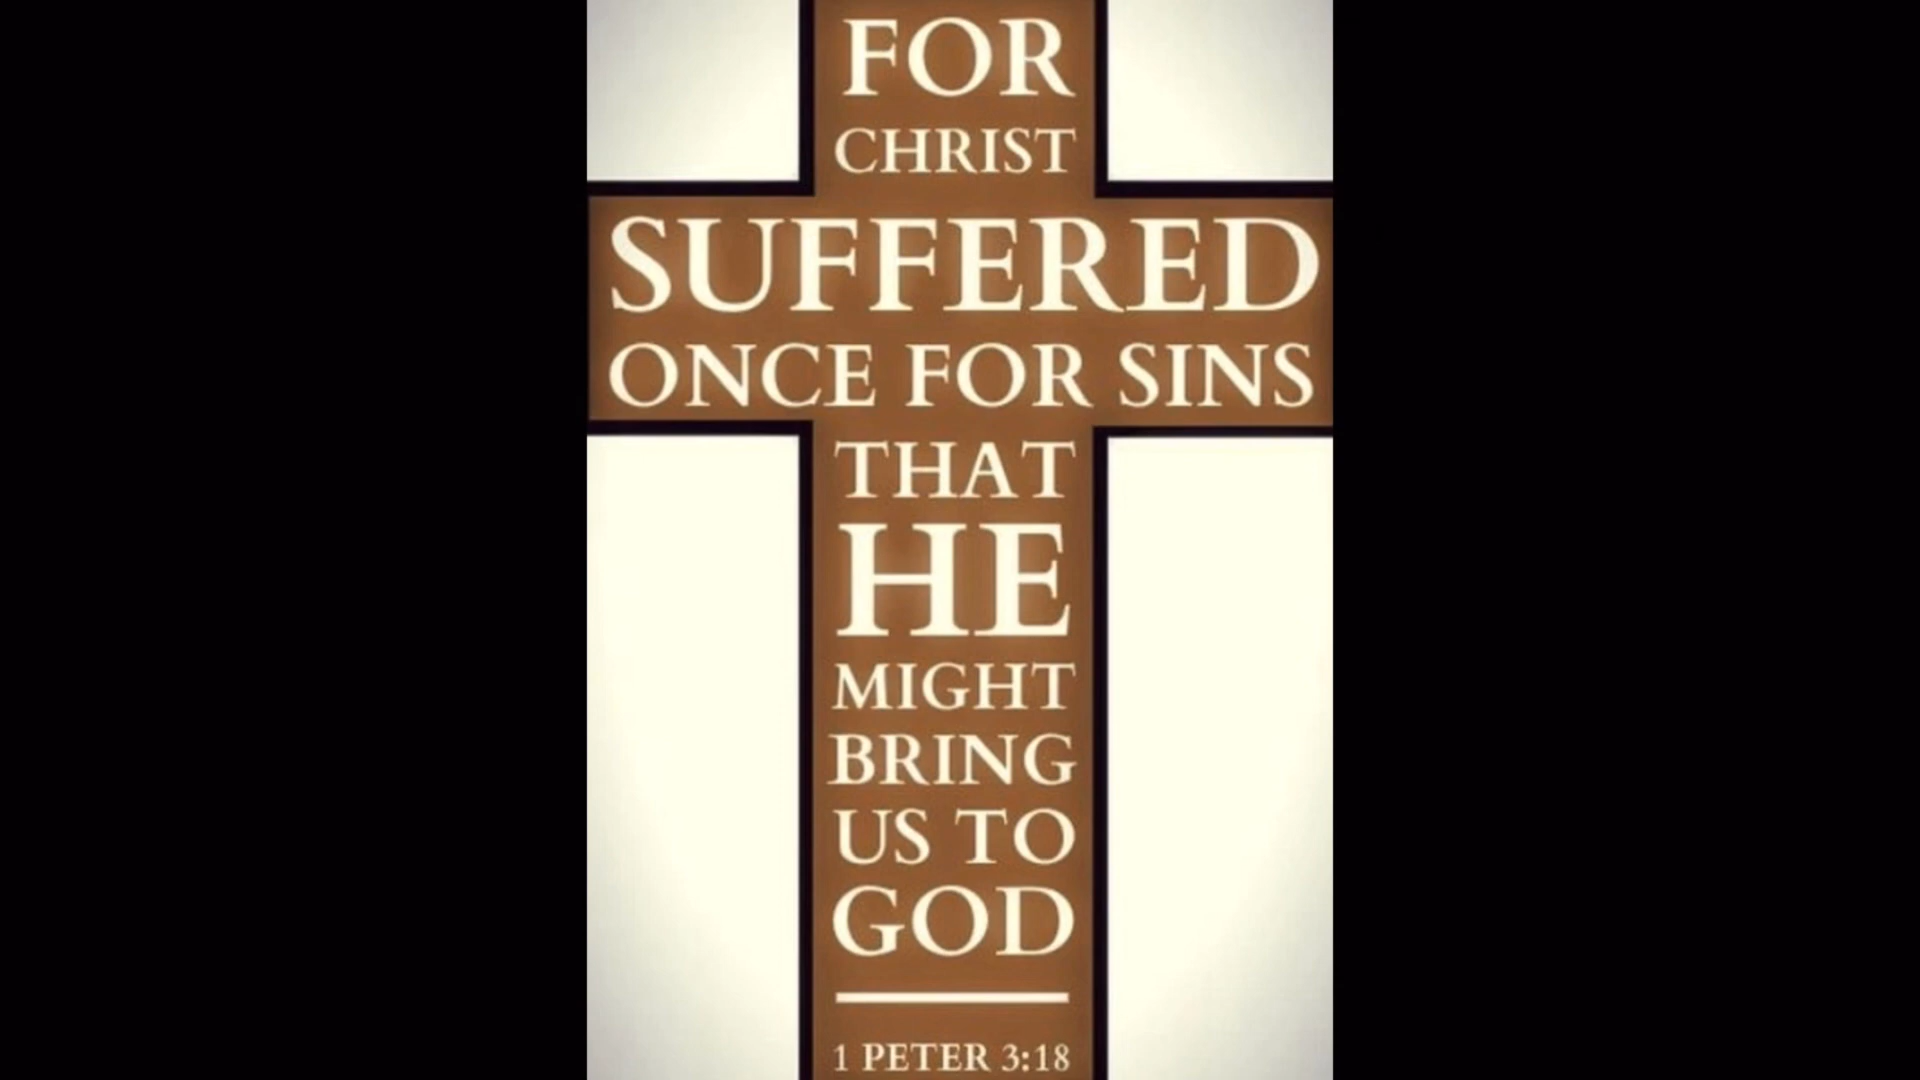 FOR
CHRIST
SUFFERED
ONCE FOR SINS
THAT
HE
MIGHT
BRING
US TO
GOD
1 PETER 3:18